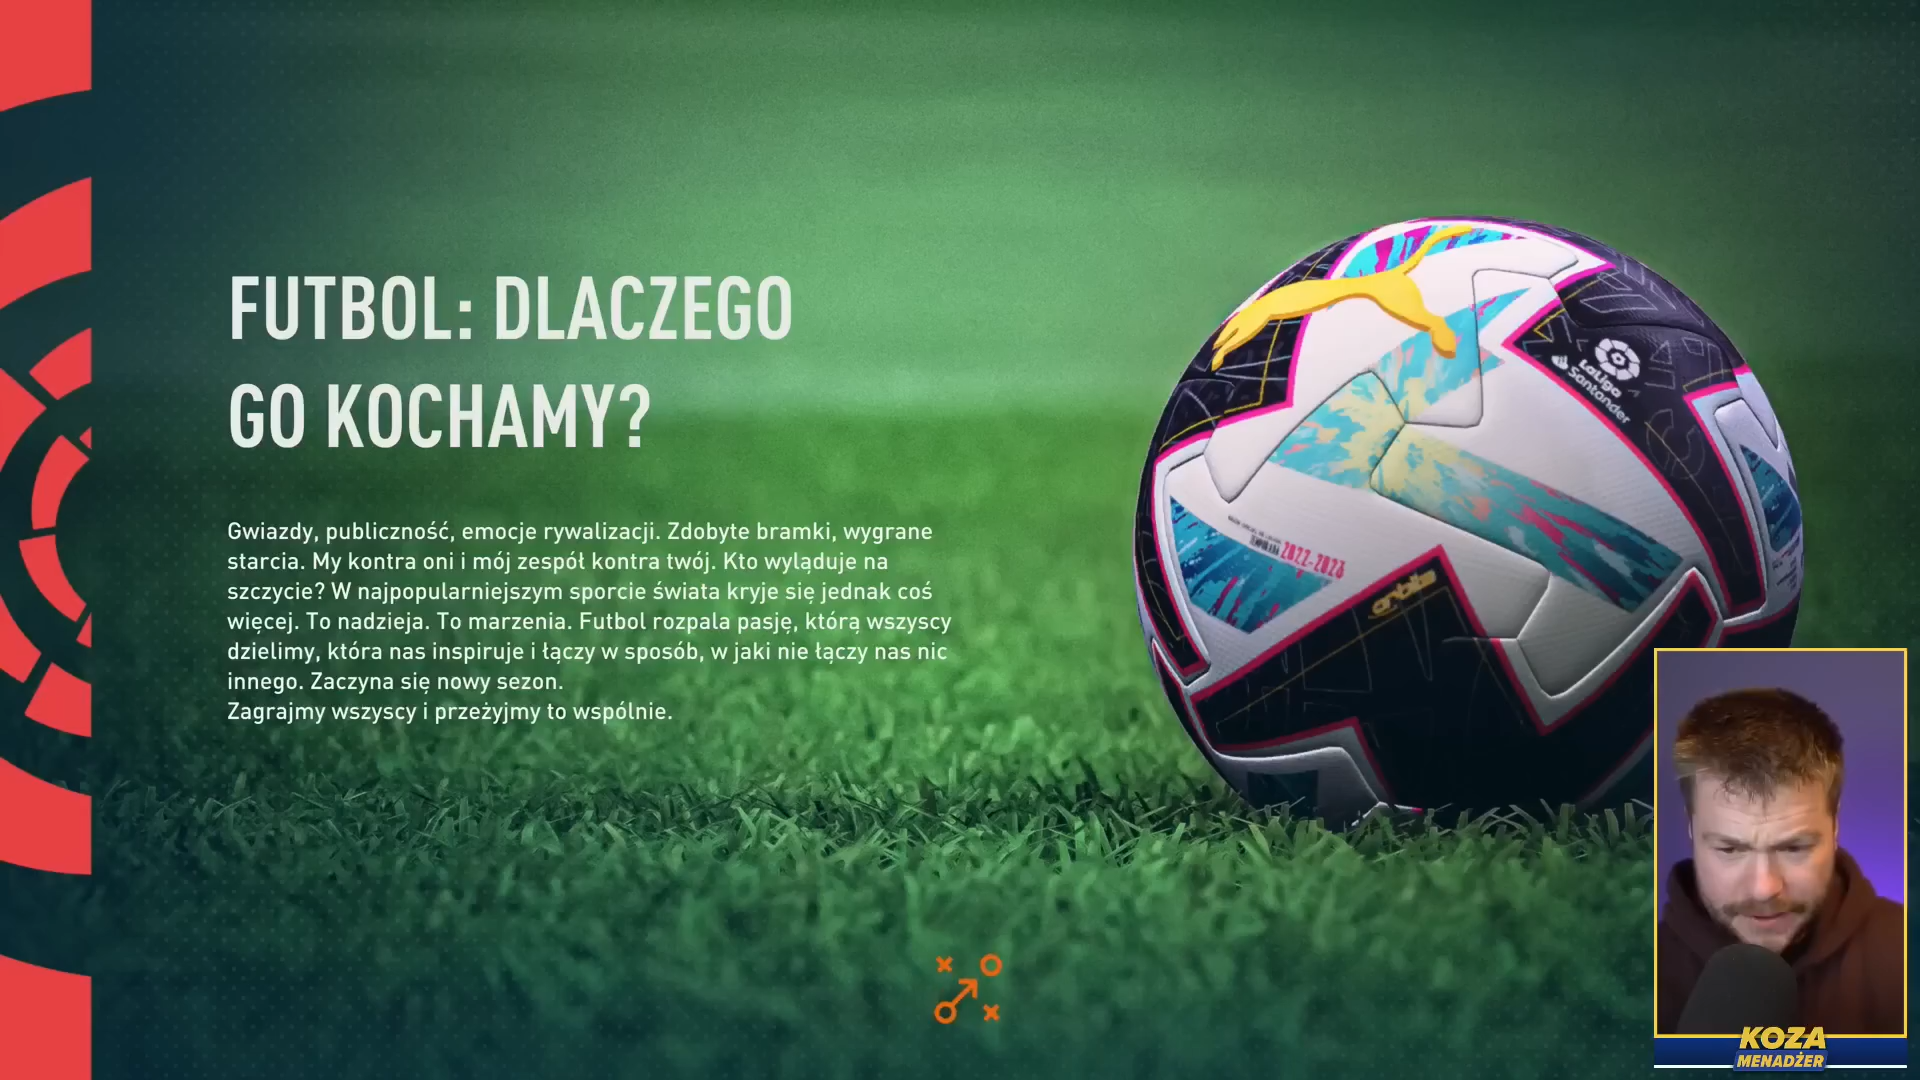 FUTBOL: DLACZEGO
GO KOCHAMY?
Gwiazdy, publiczność, emocje rywalizacji. Zdobyte bramki, wygrane
starcia. My kontra oni i mój zespół kontra twój. Kto wyląduje na
szczycie? W najpopularniejszym sporcie świata kryje się jednak coś
więcej. To nadzieja. To marzenia. Futbol rozpala pasję, którą wszyscy
dzielimy, która nas inspiruje i łączy w sposób, w jaki nie łączy nas nic
innego. Zaczyna się nowy sezon.
Zagrajmy wszyscy i przeżyjmy to wspólnie.
LaLiga
Santander
TEMPORADA 2022-2023
orbita
KOZA
MENADŻER